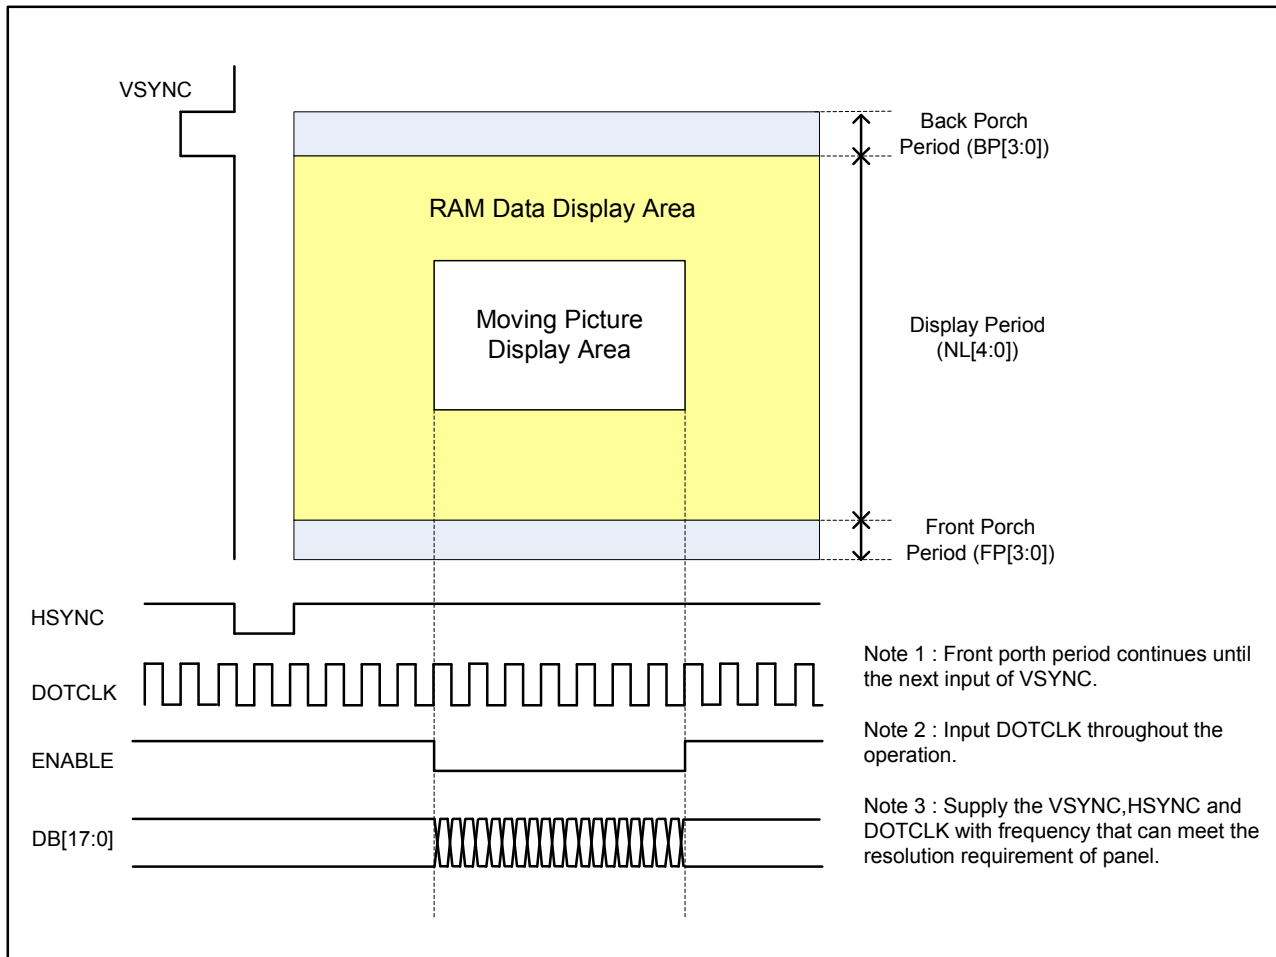 VSYNC
Back Porch
Period (BP[3:0])
RAM Data Display Area
Moving Picture
Display Area
Display Period
(NL[4:0])
Front Porch
Period (FP[3:0])
HSYNC
DOTCLK
ENABLE
DB[17:0]
Note 1 : Front porth period continues until
the next input of VSYNC.
Note 2 : Input DOTCLK throughout the
operation.
Note 3 : Supply the VSYNC,HSYNC and
DOTCLK with frequency that can meet the
resolution requirement of panel.